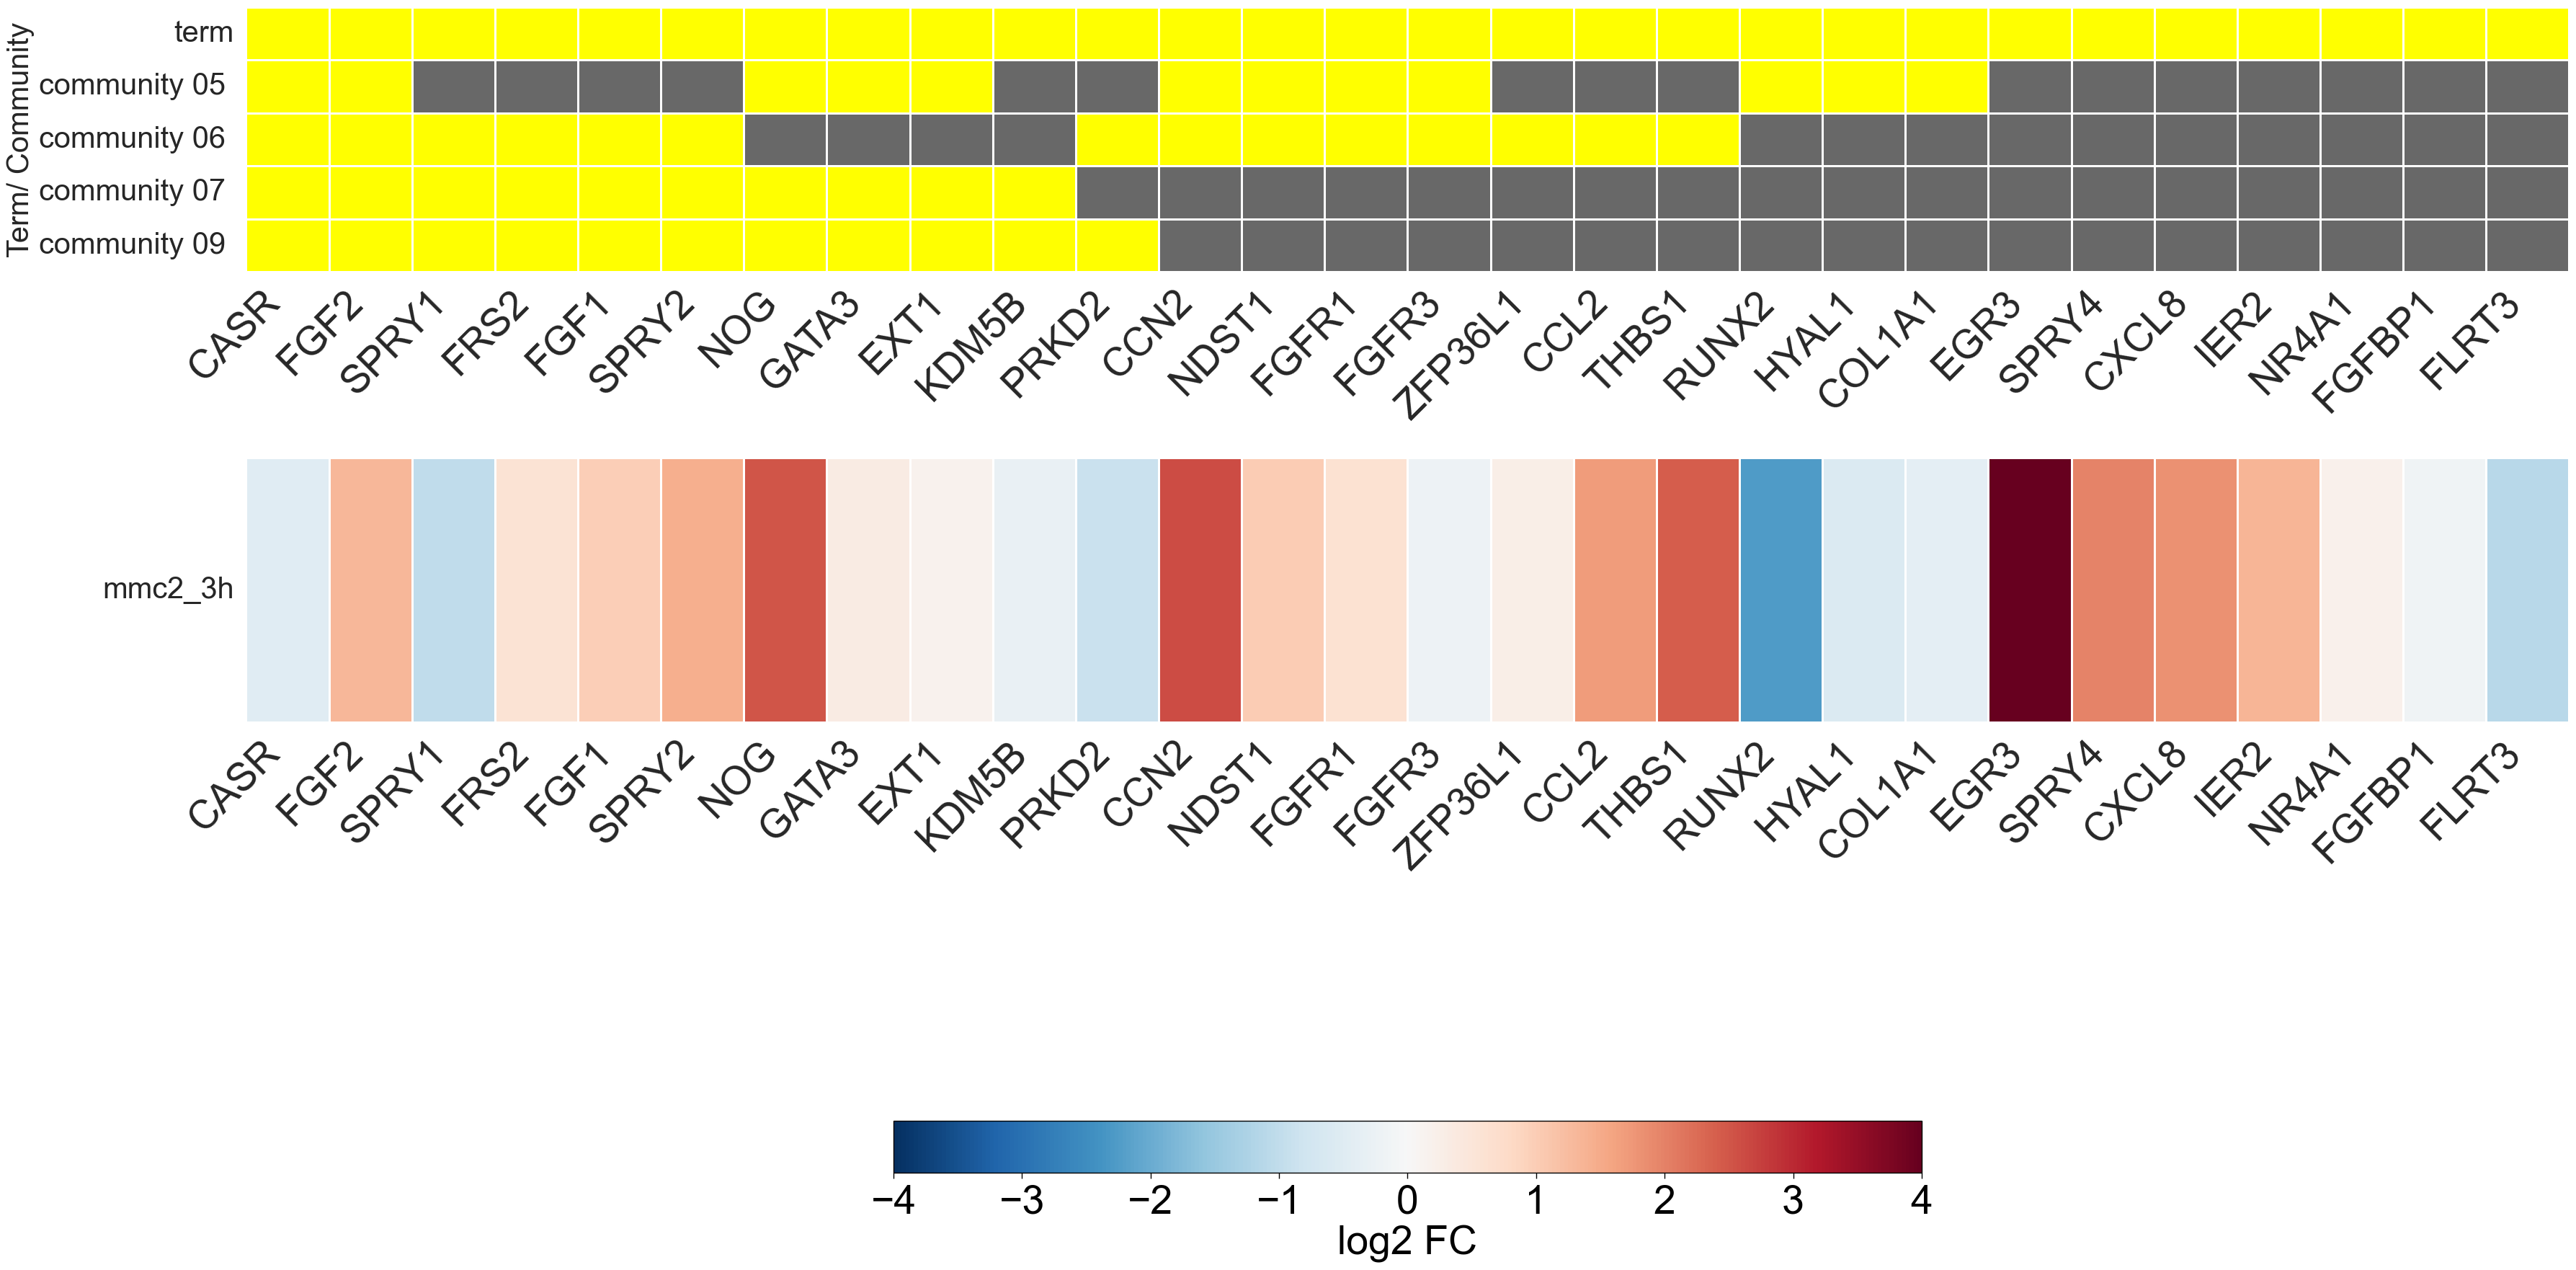 Term/ Community
term
community 05
community 06
community 07
community 09
CASR FGF2 SPRY1 FRS2 FGF1 SPRY2 NOG GATA3 EXT1 KDM5B PRKD2 CCN2 NDST1 FGFR1 FGFR3 ZFP36L1 CCL2 THBS1 RUNX2 HYAL1 COL1A1 EGR3 SPRY4 CXCL8 IER2 NR4A1 FGFBP1 FLRT3
mmc2_3h
CASR FGF2 SPRY1 FRS2 FGF1 SPRY2 NOG GATA3 EXT1 KDM5B PRKD2 CCN2 NDST1 FGFR1 FGFR3 ZFP36L1 CCL2 THBS1 RUNX2 HYAL1 COL1A1 EGR3 SPRY4 CXCL8 IER2 NR4A1 FGFBP1 FLRT3
−4 −3 −2 −1 0 1 2 3 4
log2 FC